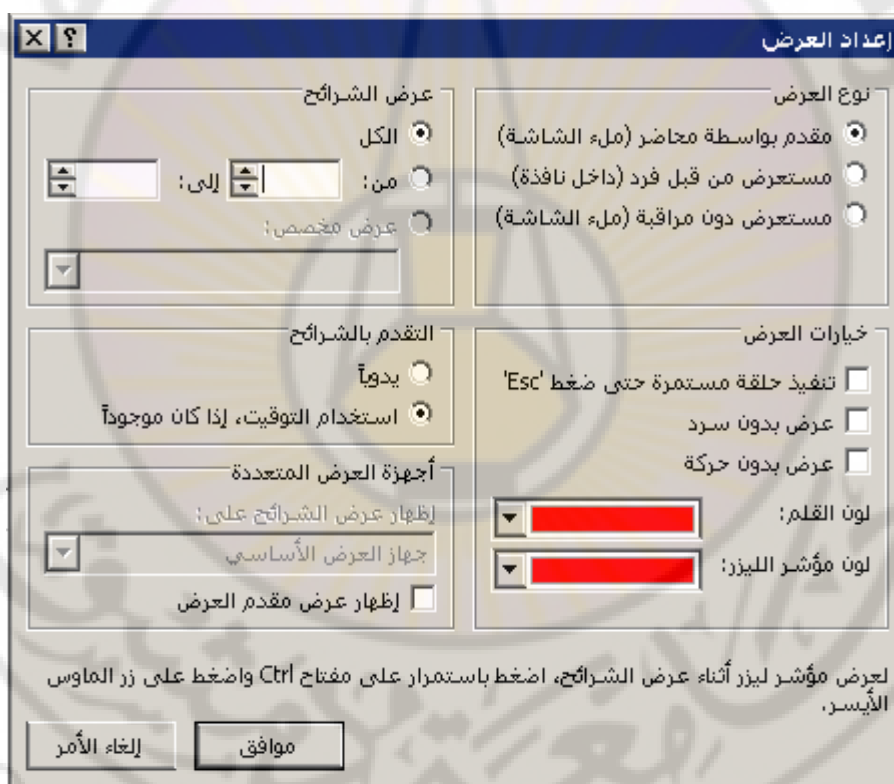 إعداد العرض
نوع العرض
مقدم بواسطة محاضر (ملء الشاشة)
مستعرض من قبل فرد (داخل نافذة)
مستعرض دون مراقبة (ملء الشاشة)
عرض الشرائح
الكل
من: إلى:
عرض مخصص:
خيارات العرض
تنفيذ حلقة مستمرة حتى ضغط 'Esc'
عرض بدون سرد
عرض بدون حركة
لون القلم:
لون مؤشر الليزر:
التقدم بالشرائح
يدوياً
استخدام التوقيت، إذا كان موجوداً
أجهزة العرض المتعددة
إظهار عرض الشرائح على:
جهاز العرض الأساسي
إظهار عرض مقدم العرض
لعرض مؤشر ليزر أثناء عرض الشرائح، اضغط باستمرار على مفتاح Ctrl واضغط على زر الماوس
الأيسر.
موافق
إلغاء الأمر